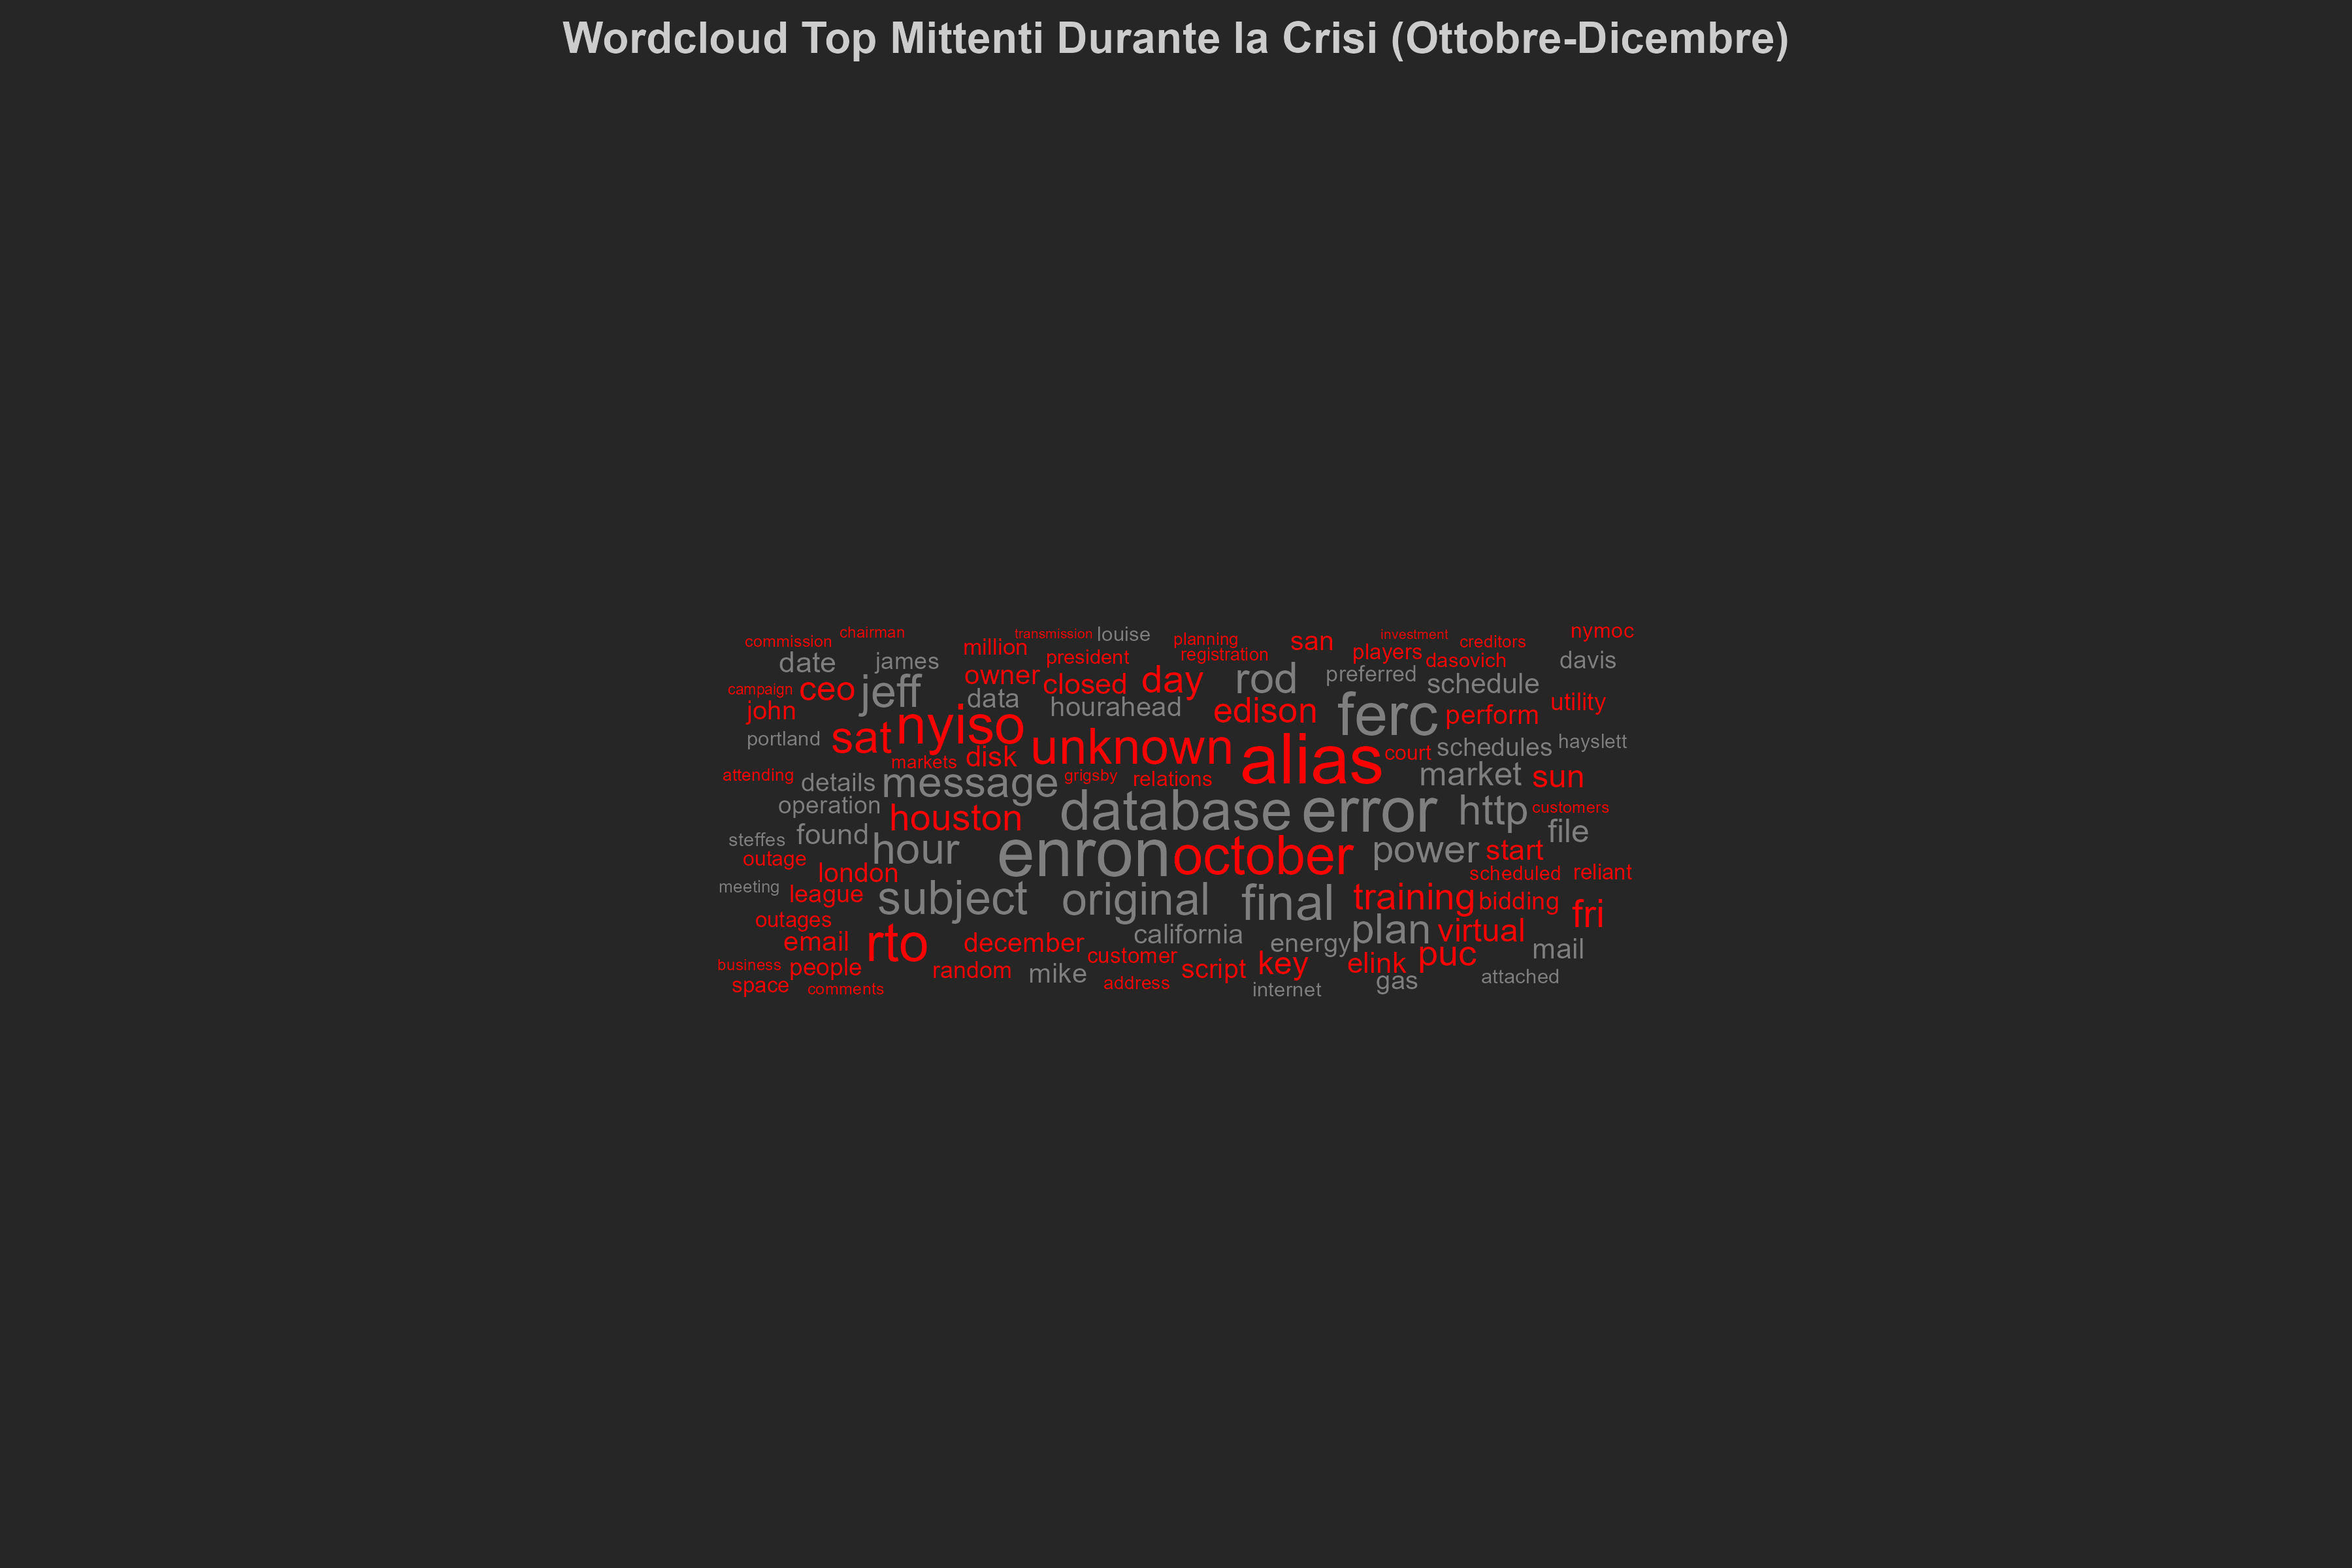 Wordcloud Top Mittenti Durante la Crisi (Ottobre-Dicembre)
commission chairman million transmission louise planning san investment creditors nymoc
date james president registration players dasovich davis
campaign ceo jeff owner closed day rod preferred schedule
john data hourahead edison ferc perform utility
portland sat nyiso unknown alias court schedules hayslett
markets disk
attending details message grigsby relations market sun
operation houston database error http customers
steffes found hour file
outage london enron october power start
meeting league scheduled reliant
subject original final training bidding fri
outages
email rto december california energy plan virtual mail
business people random mike customer script key elink puc
space comments address internet gas attached